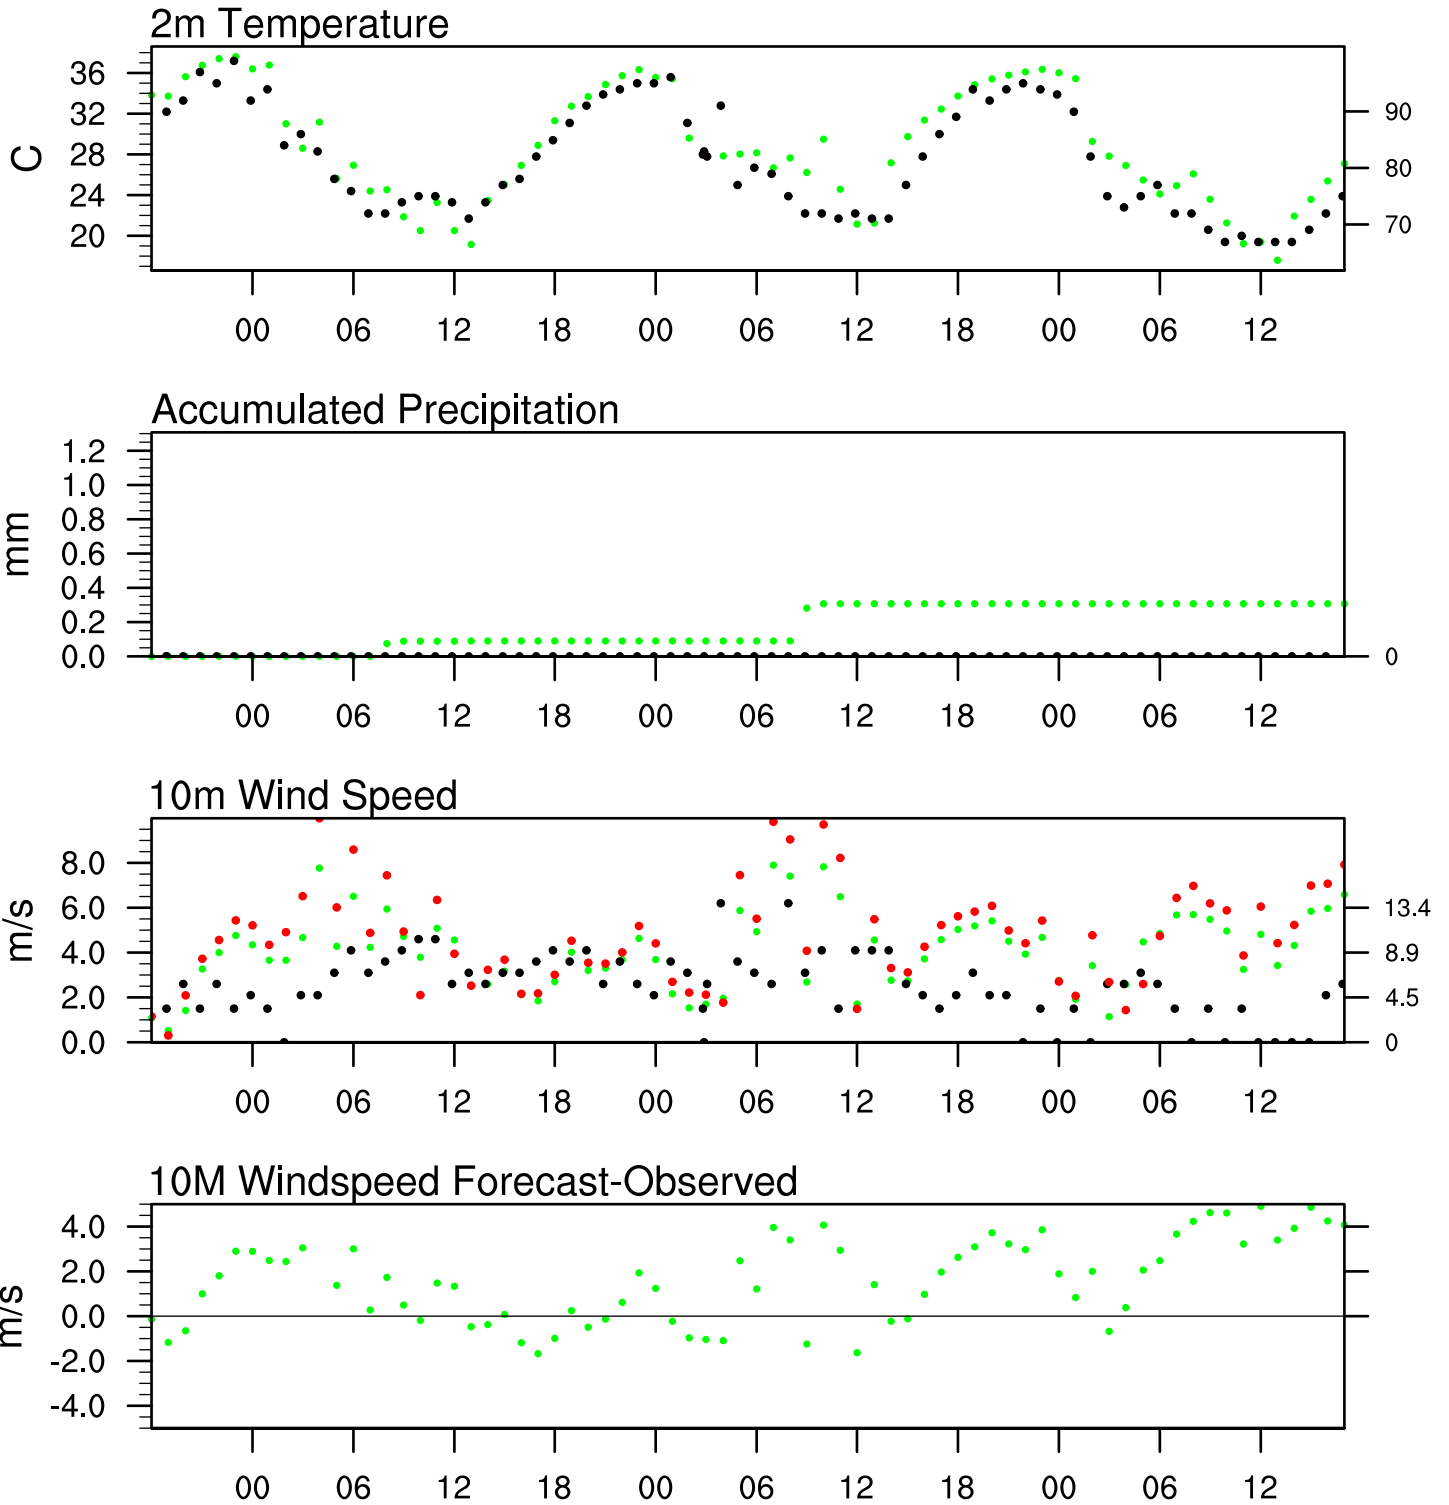 2m Temperature
C
36
32
28
24
20
90
80
70
00 06 12 18 00 06 12 18 00 06 12
Accumulated Precipitation
mm
1.2
1.0
0.8
0.6
0.4
0.2
0.0
0
00 06 12 18 00 06 12 18 00 06 12
10m Wind Speed
m/s
8.0
6.0
4.0
2.0
0.0
13.4
8.9
4.5
0
00 06 12 18 00 06 12 18 00 06 12
10M Windspeed Forecast-Observed
m/s
4.0
2.0
0.0
-2.0
-4.0
00 06 12 18 00 06 12 18 00 06 12